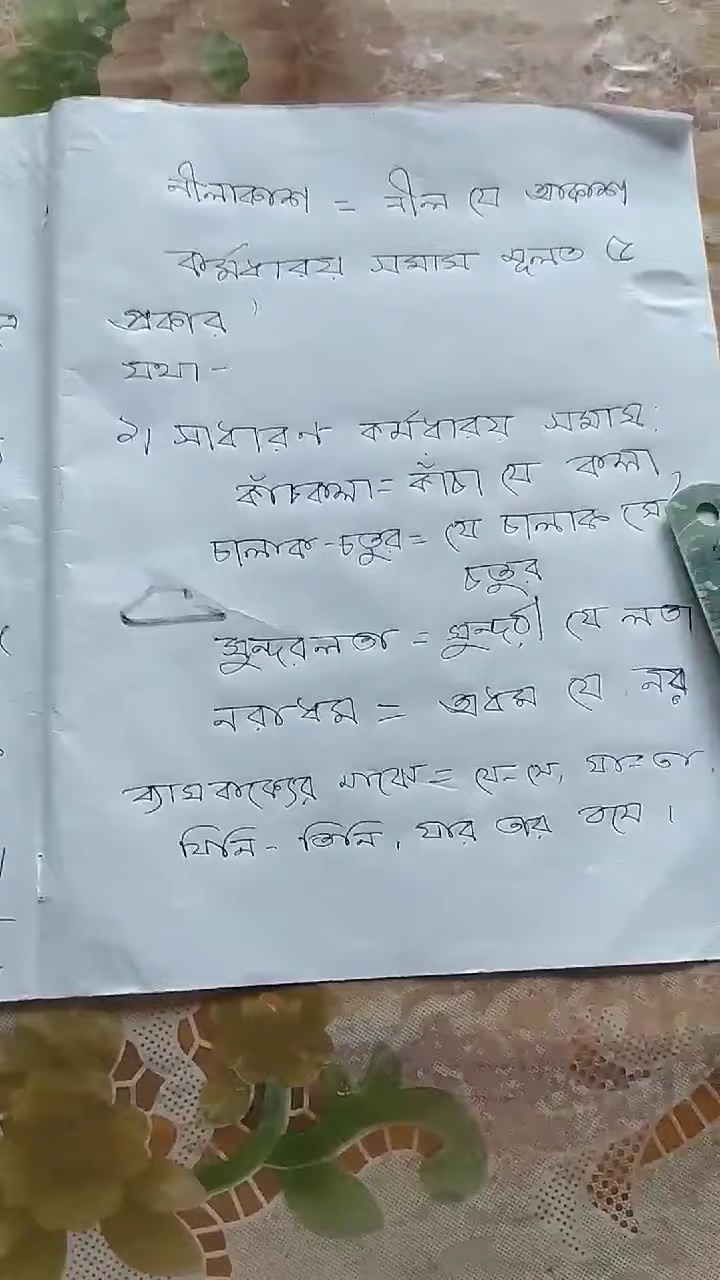 নীলাকাশ = নীল যে আকাশ
কর্মধারয় সমাস মূলত ৫
প্রকার
যথা -
১। সাধারণ কর্মধারয় সমাস:
কাঁচকলা = কাঁচা যে কলা,
চালাক-চতুর = যে চালাক সে
চতুর
সুন্দরলতা = সুন্দরী যে লতা
নরাধম = অধম যে নর
ব্যাসবাক্যের মাঝে = যে-সে, যা-তা,
যিনি - তিনি, যার তার বসে।